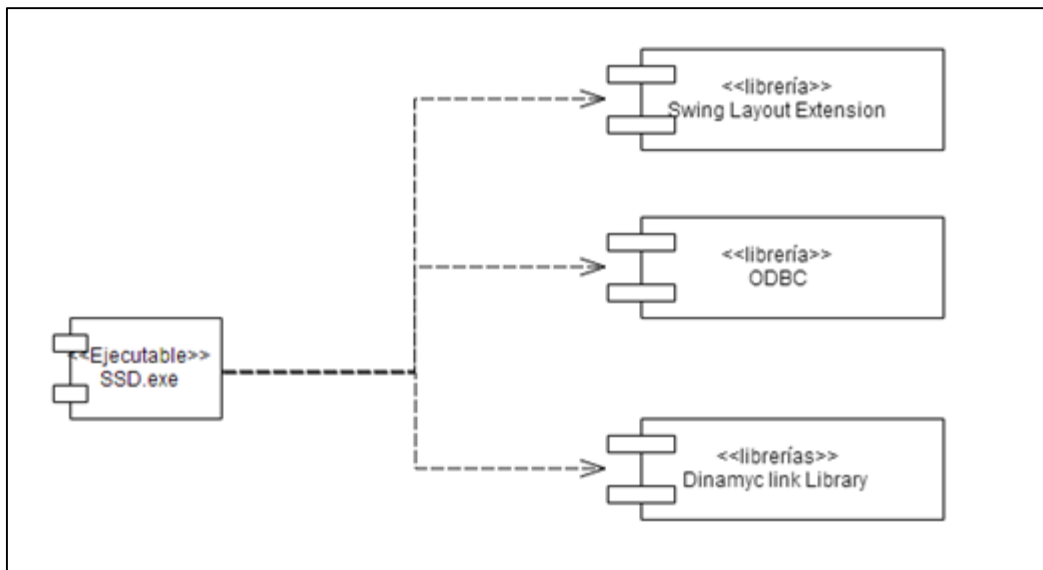 <<librería>>
Swing Layout Extension
<<librería>>
ODBC
<<Ejecutable>>
SSD.exe
<<librerías>>
Dinamyc link Library